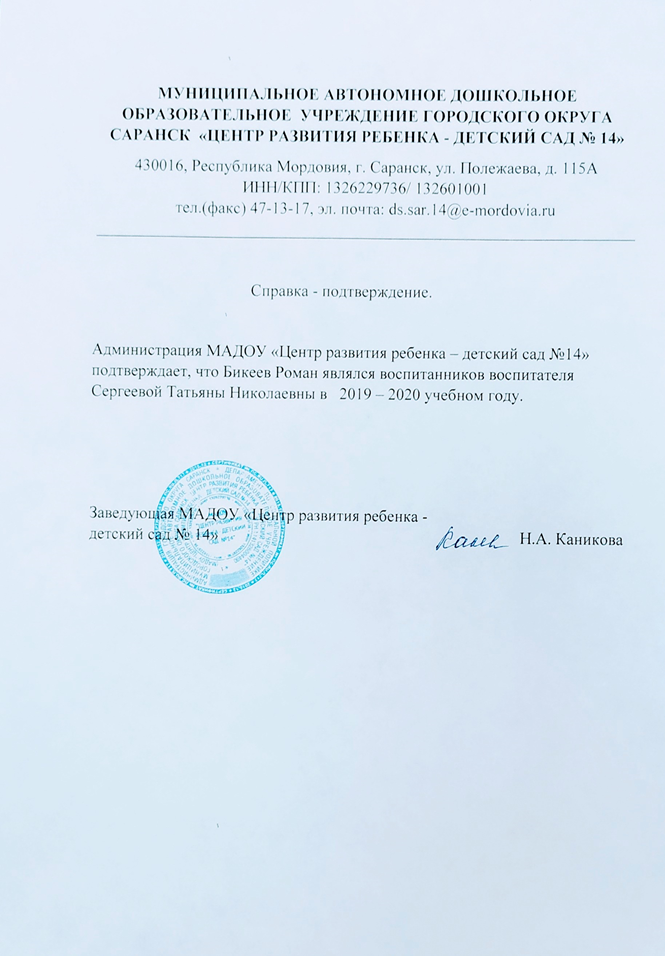 МУНИЦИПАЛЬНОЕ АВТОНОМНОЕ ДОШКОЛЬНОЕ
ОБРАЗОВАТЕЛЬНОЕ УЧРЕЖДЕНИЕ ГОРОДСКОГО ОКРУГА
САРАНСК «ЦЕНТР РАЗВИТИЯ РЕБЕНКА - ДЕТСКИЙ САД № 14»
430016, Республика Мордовия, г. Саранск, ул. Полежаева, д. 115А
ИНН/КПП: 1326229736/ 132601001
тел.(факс) 47-13-17, эл. почта: ds.sar.14@e-mordovia.ru
Справка - подтверждение.
Администрация МАДОУ «Центр развития ребенка – детский сад №14»
подтверждает, что Бикеев Роман являлся воспитанников воспитателя
Сергеевой Татьяны Николаевны в 2019 – 2020 учебном году.
Заведующая МАДОУ «Центр развития ребенка -
детский сад № 14»
Н.А. Каникова